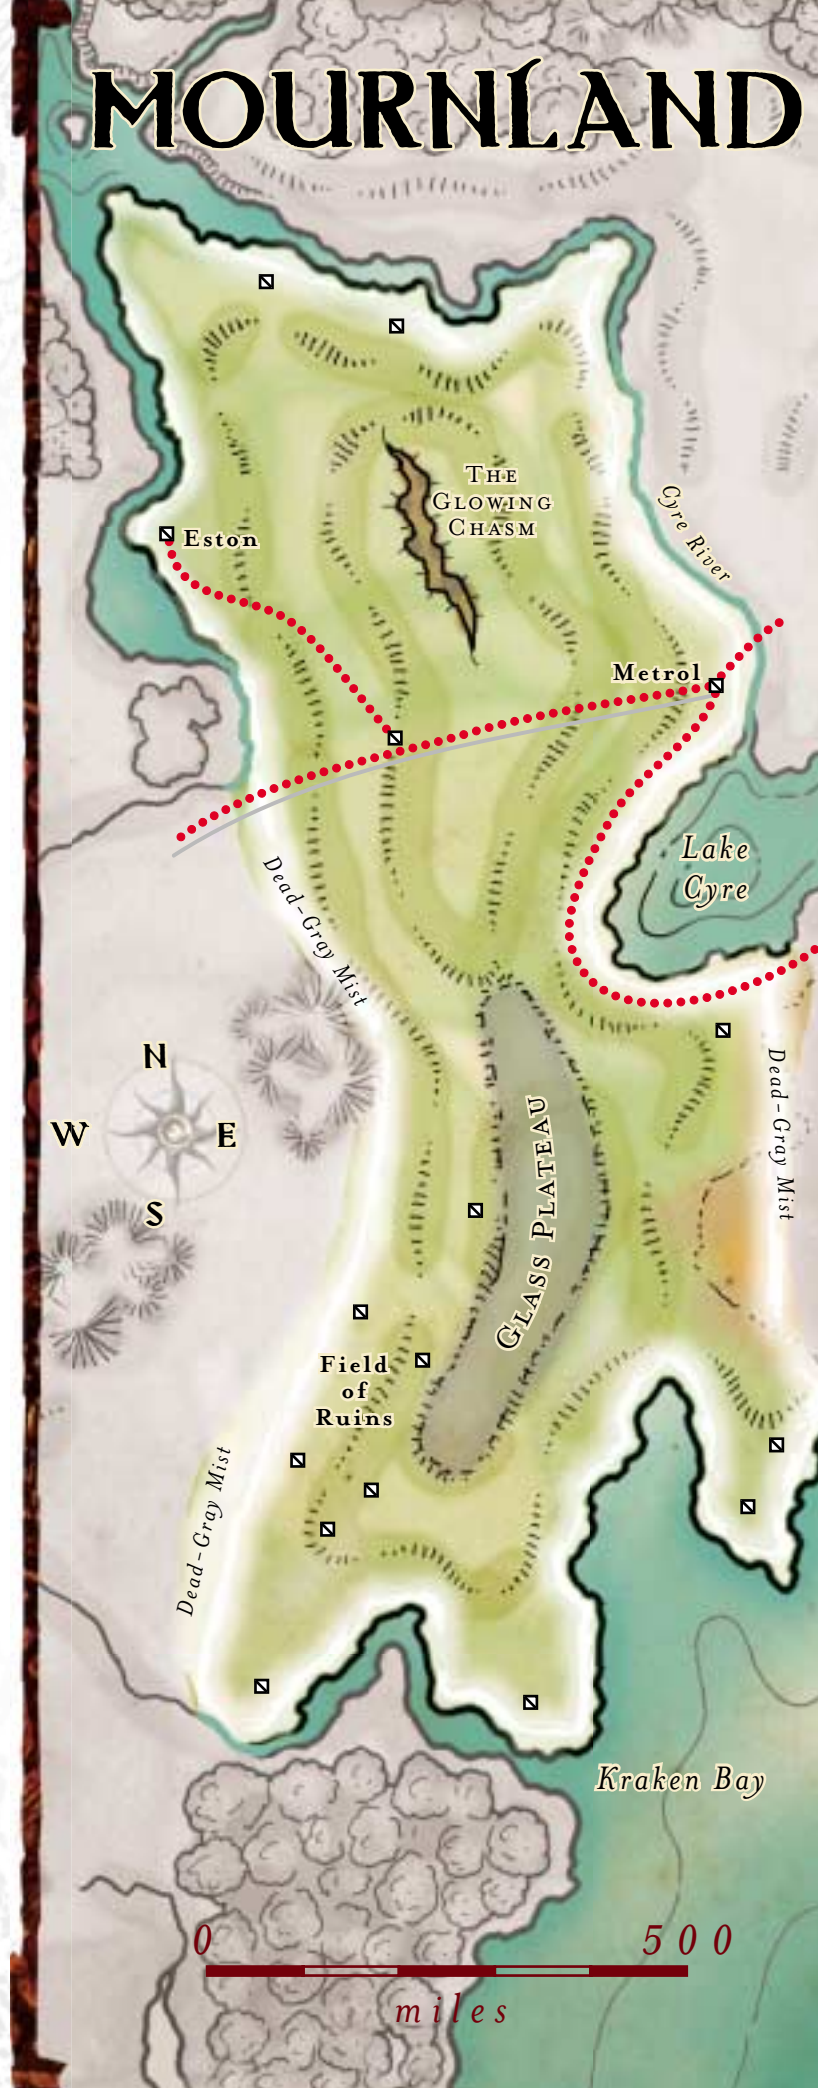 MOURNLAND
THE
GLOWING
CHASM
Cyre River
Eston
Metrol
Lake
Cyre
Dead-Gray Mist
N
W
E
S
Dead-Gray Mist
GLASS PLATEAU
Field
of
Ruins
Dead-Gray Mist
Kraken Bay
0
500
miles